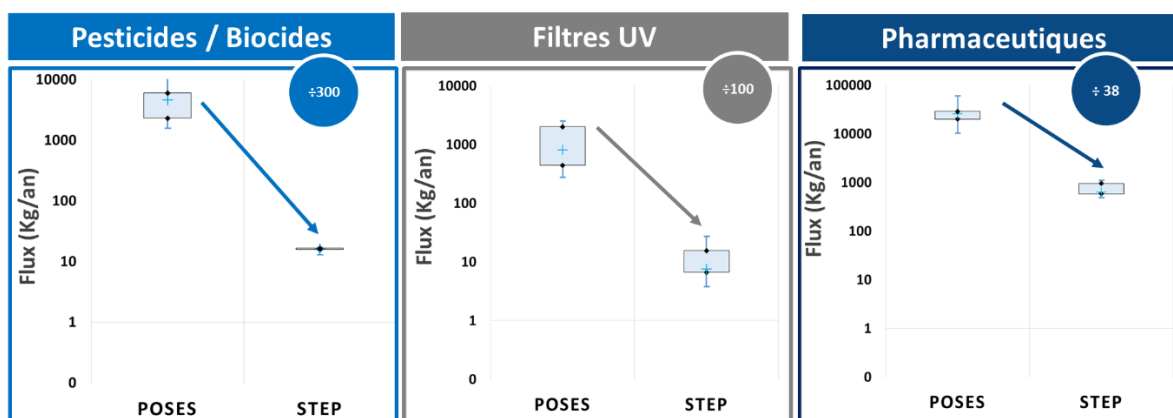 Pesticides / Biocides
÷300
Flux (Kg/an)
10000
1000
100
10
1
0
POSES STEP
Filtres UV
÷100
Flux (Kg/an)
10000
1000
100
10
1
0
POSES STEP
Pharmaceutiques
÷ 38
Flux (Kg/an)
100000
10000
1000
100
10
1
0
POSES STEP